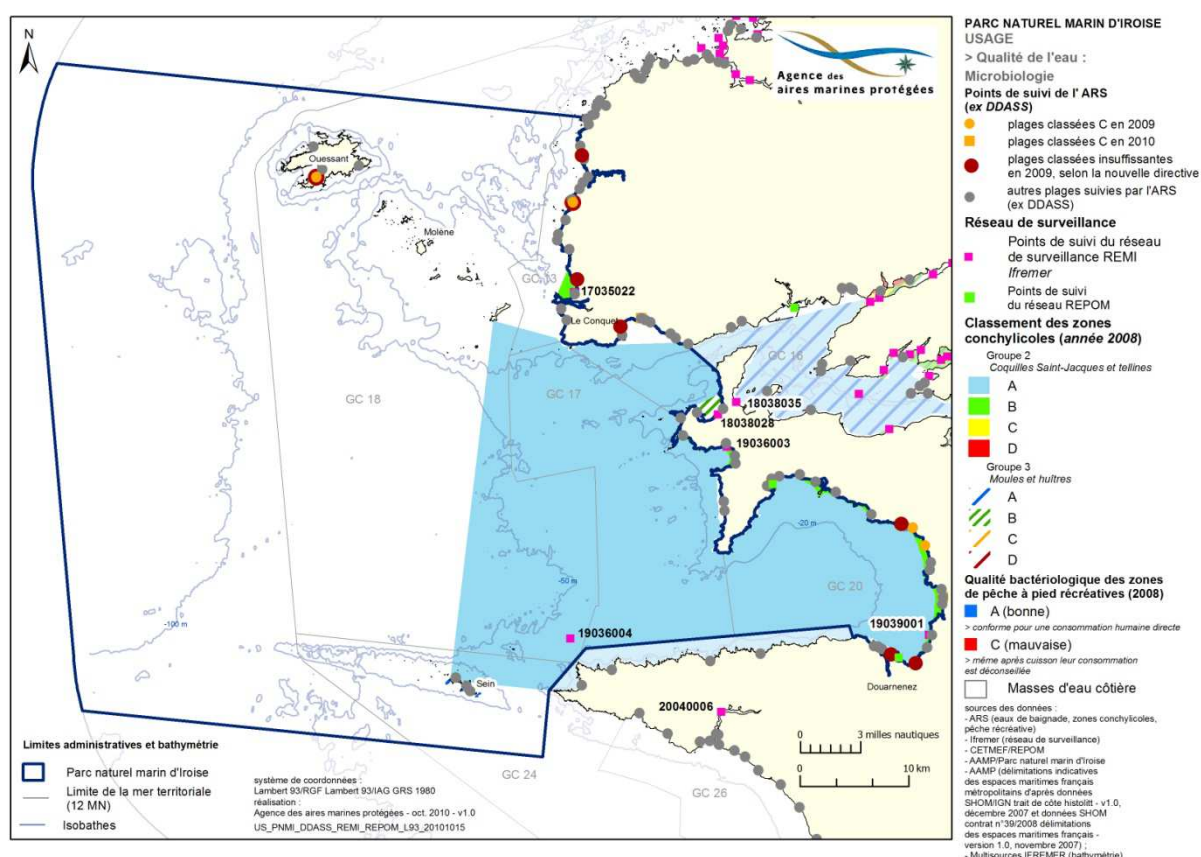 N
Agence des
aires marines protégées
Ouessant
Molène
GC 13
17035022
Le Conquet
GC 16
GC 18
GC 17
18038035
18038028
19036003
-20 m
GC 20
-50 m
-100 m
19036004
19039001
Sein
Douarnenez
20040006
GC 24
GC 26
0 3 milles nautiques
0 10 km
Limites administratives et bathymétrie
Parc naturel marin d'Iroise
Limite de la mer territoriale
(12 MN)
Isobathes
système de coordonnées :
Lambert 93/RGF Lambert 93/IAG GRS 1980
réalisation :
Agence des aires marines protégées - oct. 2010 - v1.0
US_PNMI_DDASS_REMI_REPOM_L93_20101015
PARC NATUREL MARIN D'IROISE
USAGE
> Qualité de l'eau :
Microbiologie
Points de suivi de l' ARS
(ex DDASS)
plages classées C en 2009
plages classées C en 2010
plages classées insuffissantes
en 2009, selon la nouvelle directive
autres plages suivies par l'ARS
(ex DDASS)
Réseau de surveillance
Points de suivi du réseau
de surveillance REMI
Ifremer
Points de suivi
du réseau REPOM
Classement des zones
conchylicoles (année 2008)
Groupe 2
Coquilles Saint-Jacques et tellines
A
B
C
D
Groupe 3
Moules et huîtres
A
B
C
D
Qualité bactériologique des zones
de pêche à pied récréatives (2008)
A (bonne)
> conforme pour une consommation humaine directe
C (mauvaise)
> même après cuisson leur consommation
est déconseillée
Masses d'eau côtière
sources des données :
- ARS (eaux de baignade, zones conchylicoles,
pêche récréative)
- Ifremer (réseau de surveillance)
- CETMEF/REPOM
- AAMP/Parc naturel marin d'Iroise
- AAMP (délimitations indicatives
des espaces maritimes français
métropolitains d'après données
SHOM/IGN trait de côte histolitt - v1.0,
décembre 2007 et données SHOM
contrat n°39/2008 délimitations
des espaces maritimes français -
version 1.0, novembre 2007) ;
- Multisources IFREMER (bathymétrie)